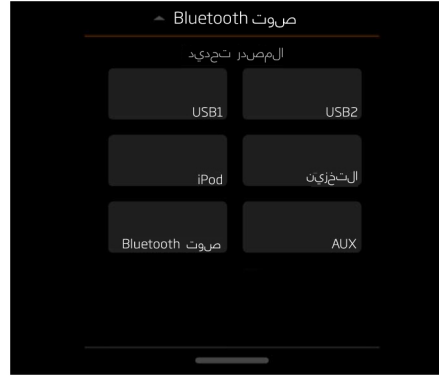 صوت Bluetooth
المصدر تحديد
USB1
USB2
iPod
التخزين
صوت Bluetooth
AUX